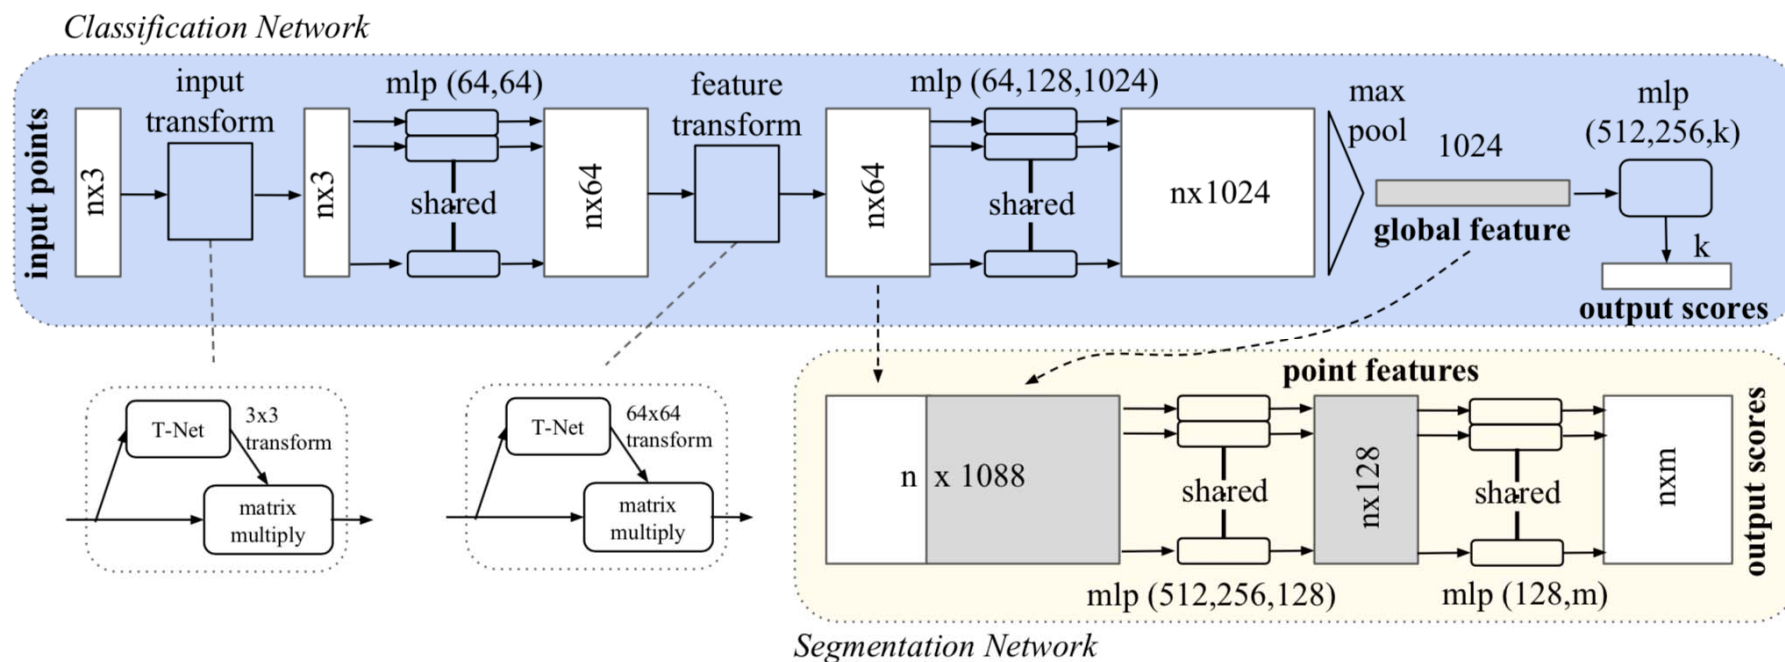 Classification Network
input points
nx3
input
transform
nx3
mlp (64,64)
shared
nx64
feature
transform
nx64
mlp (64,128,1024)
shared
nx1024
max
pool
1024
global feature
mlp
(512,256,k)
k
output scores
T-Net
3x3
transform
matrix
multiply
T-Net
64x64
transform
matrix
multiply
point features
n x 1088
shared
mlp (512,256,128)
nx128
shared
mlp (128,m)
nxm
output scores
Segmentation Network